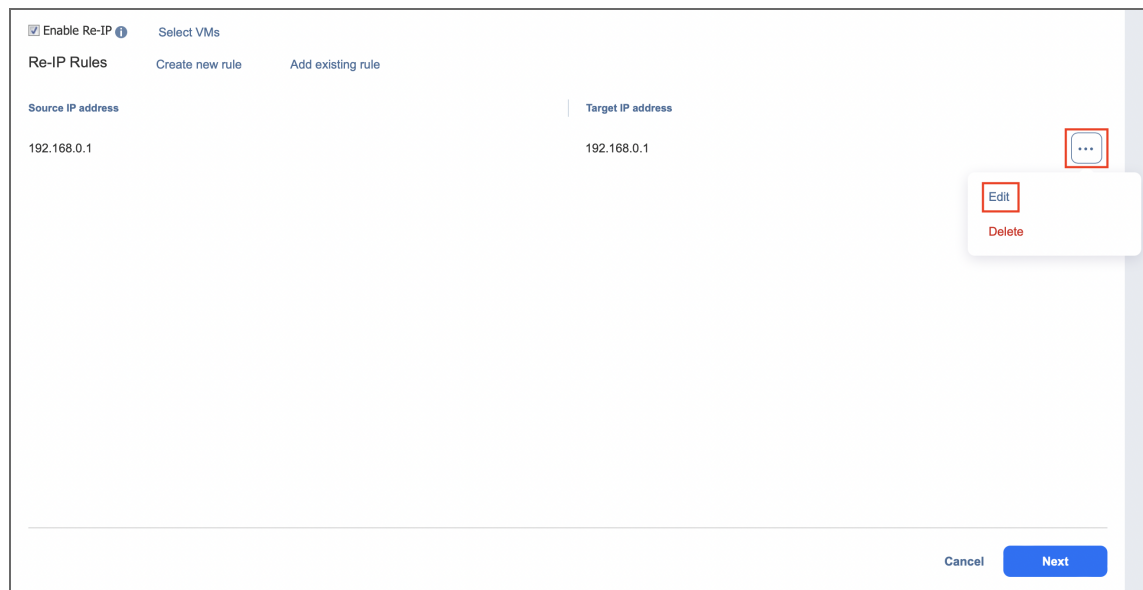 Enable Re-IP Select VMs
Re-IP Rules Create new rule Add existing rule
Source IP address Target IP address
192.168.0.1 192.168.0.1 ...
Edit
Delete
Cancel Next